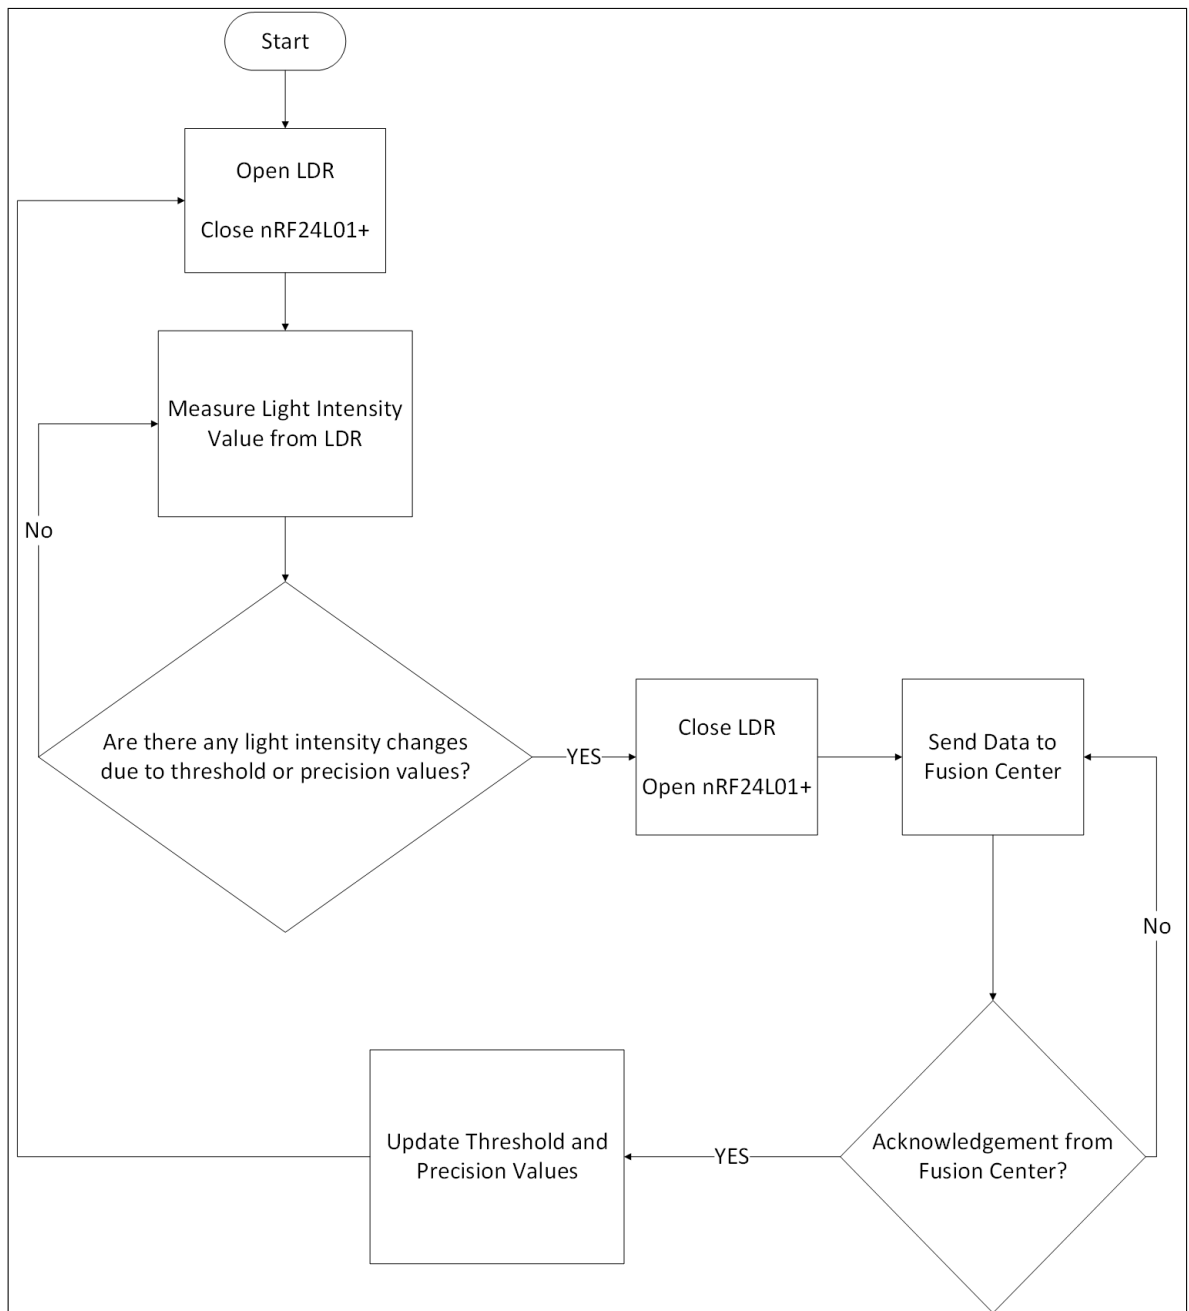 Start
Open LDR
Close nRF24L01+
Measure Light Intensity
Value from LDR
No
Are there any light intensity changes
due to threshold or precision values?
YES
Close LDR
Open nRF24L01+
Send Data to
Fusion Center
No
Acknowledgement from
Fusion Center?
YES
Update Threshold and
Precision Values